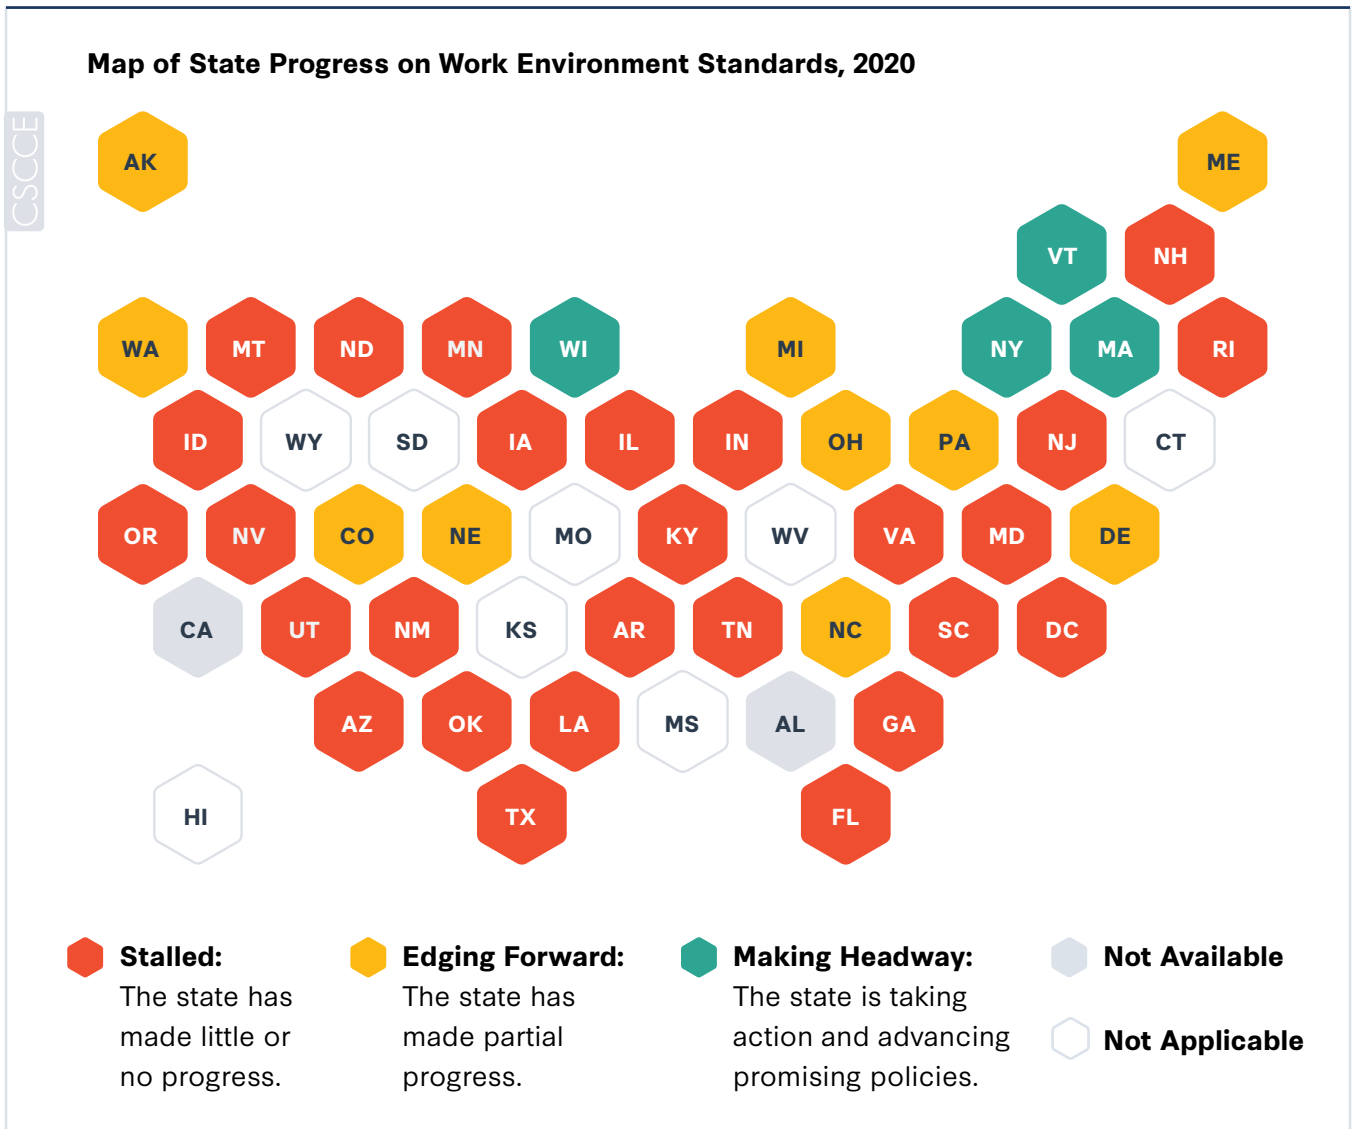 Map of State Progress on Work Environment Standards, 2020
CSCCE
AK ME
VT NH
WA MT ND MN WI MI NY MA RI
ID WY SD IA IL IN OH PA NJ CT
OR NV CO NE MO KY WV VA MD DE
CA UT NM KS AR TN NC SC DC
AZ OK LA MS AL GA
HI TX FL
Stalled:
The state has
made little or
no progress.
Edging Forward:
The state has
made partial
progress.
Making Headway:
The state is taking
action and advancing
promising policies.
Not Available
Not Applicable